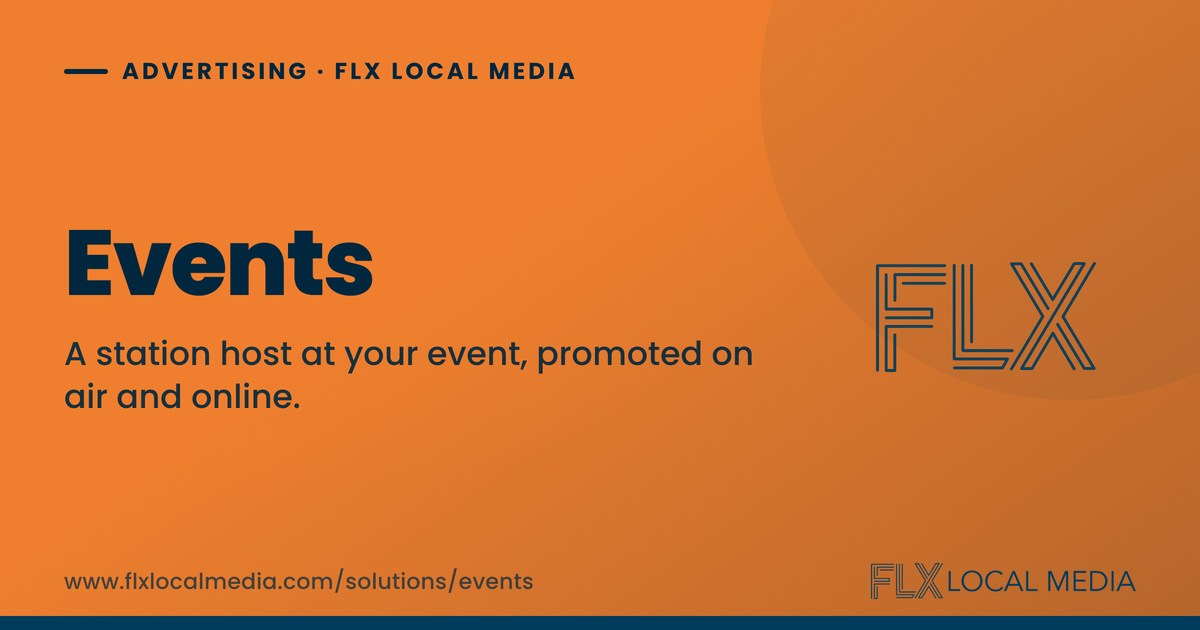 ADVERTISING · FLX LOCAL MEDIA
Events
A station host at your event, promoted on
air and online.
FLX
www.flxlocalmedia.com/solutions/events
FLX LOCAL MEDIA